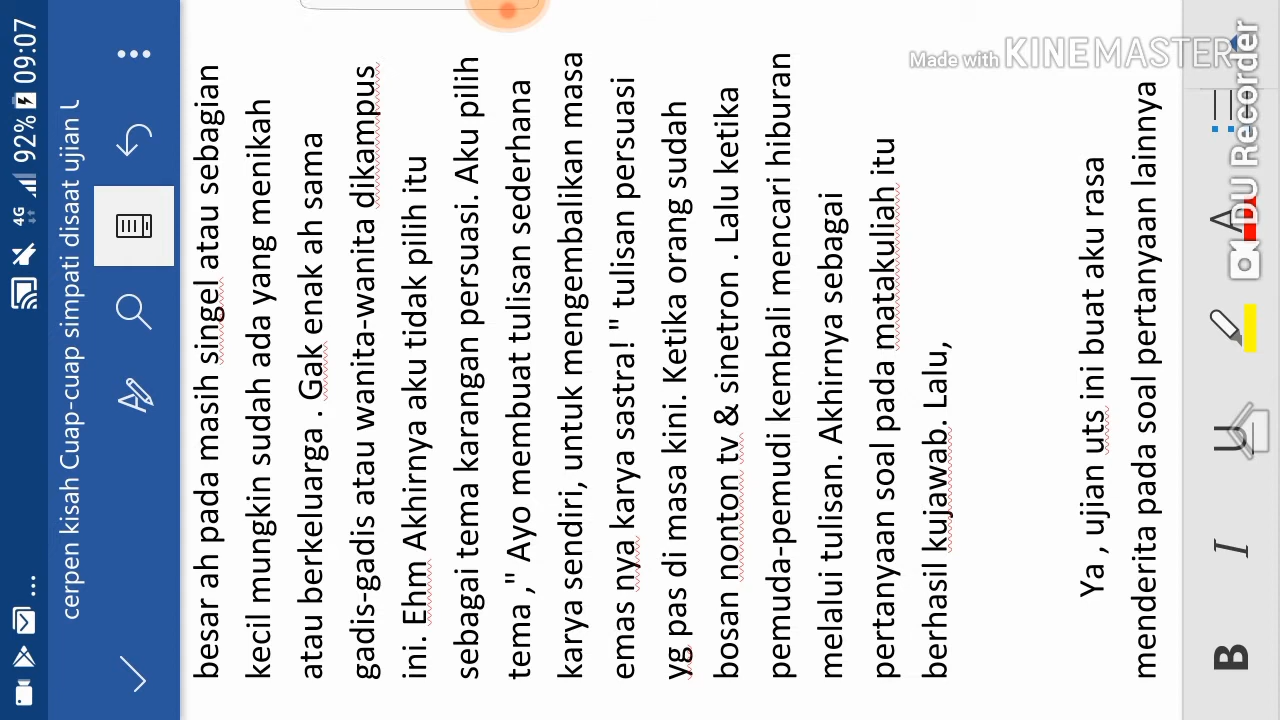 4G 92% 09:07
cerpen kisah Cuap-cuap simpati disaat ujian U
besar ah pada masih singel atau sebagian
kecil mungkin sudah ada yang menikah
atau berkeluarga . Gak enak ah sama
gadis-gadis atau wanita-wanita dikampus
ini. Ehm Akhirnya aku tidak pilih itu
sebagai tema karangan persuasi. Aku pilih
tema ," Ayo membuat tulisan sederhana
karya sendiri, untuk mengembalikan masa
emas nya karya sastra! " tulisan persuasi
yg pas di masa kini. Ketika orang sudah
bosan nonton tv & sinetron . Lalu ketika
pemuda-pemudi kembali mencari hiburan
melalui tulisan. Akhirnya sebagai
pertanyaan soal pada matakuliah itu
berhasil kujawab. Lalu,
Ya , ujian uts ini buat aku rasa
menderita pada soal pertanyaan lainnya
B I U A
Made with KINEMASTER
DU Recorder